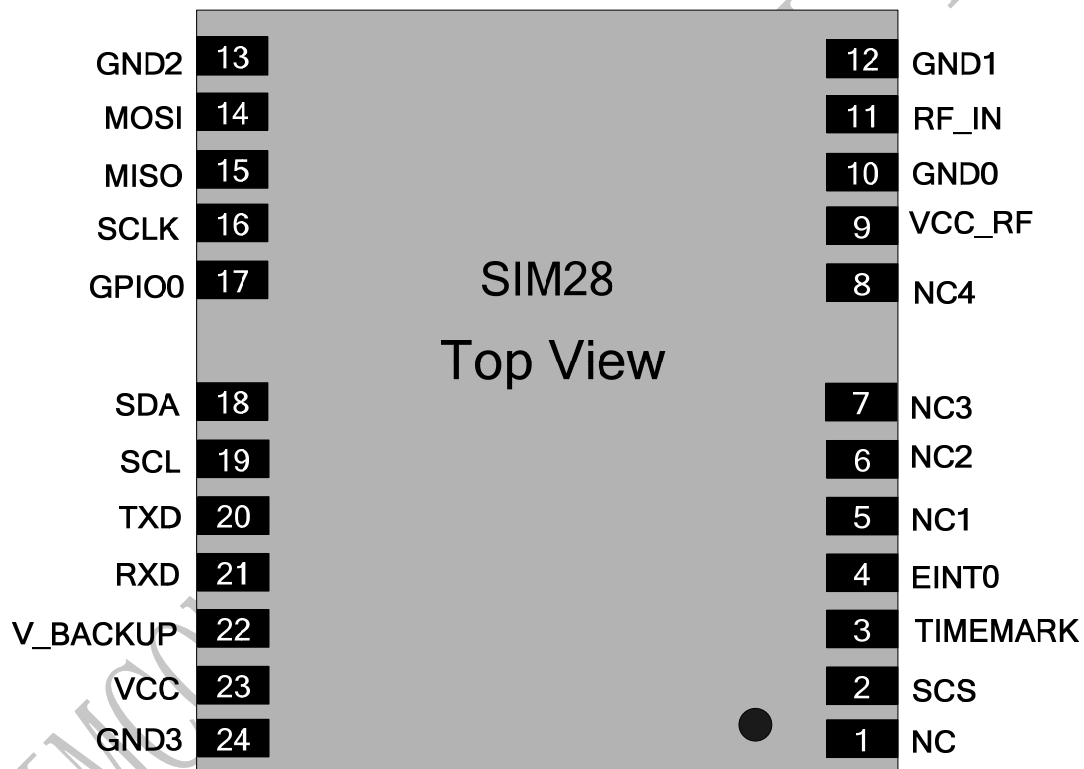 GND2 13 12 GND1
MOSI 14 11 RF_IN
MISO 15 10 GND0
SCLK 16 9 VCC_RF
GPIO0 17 SIM28 8 NC4
Top View
SDA 18 7 NC3
SCL 19 6 NC2
TXD 20 5 NC1
RXD 21 4 EINT0
V_BACKUP 22 3 TIMEMARK
VCC 23 2 SCS
GND3 24 1 NC